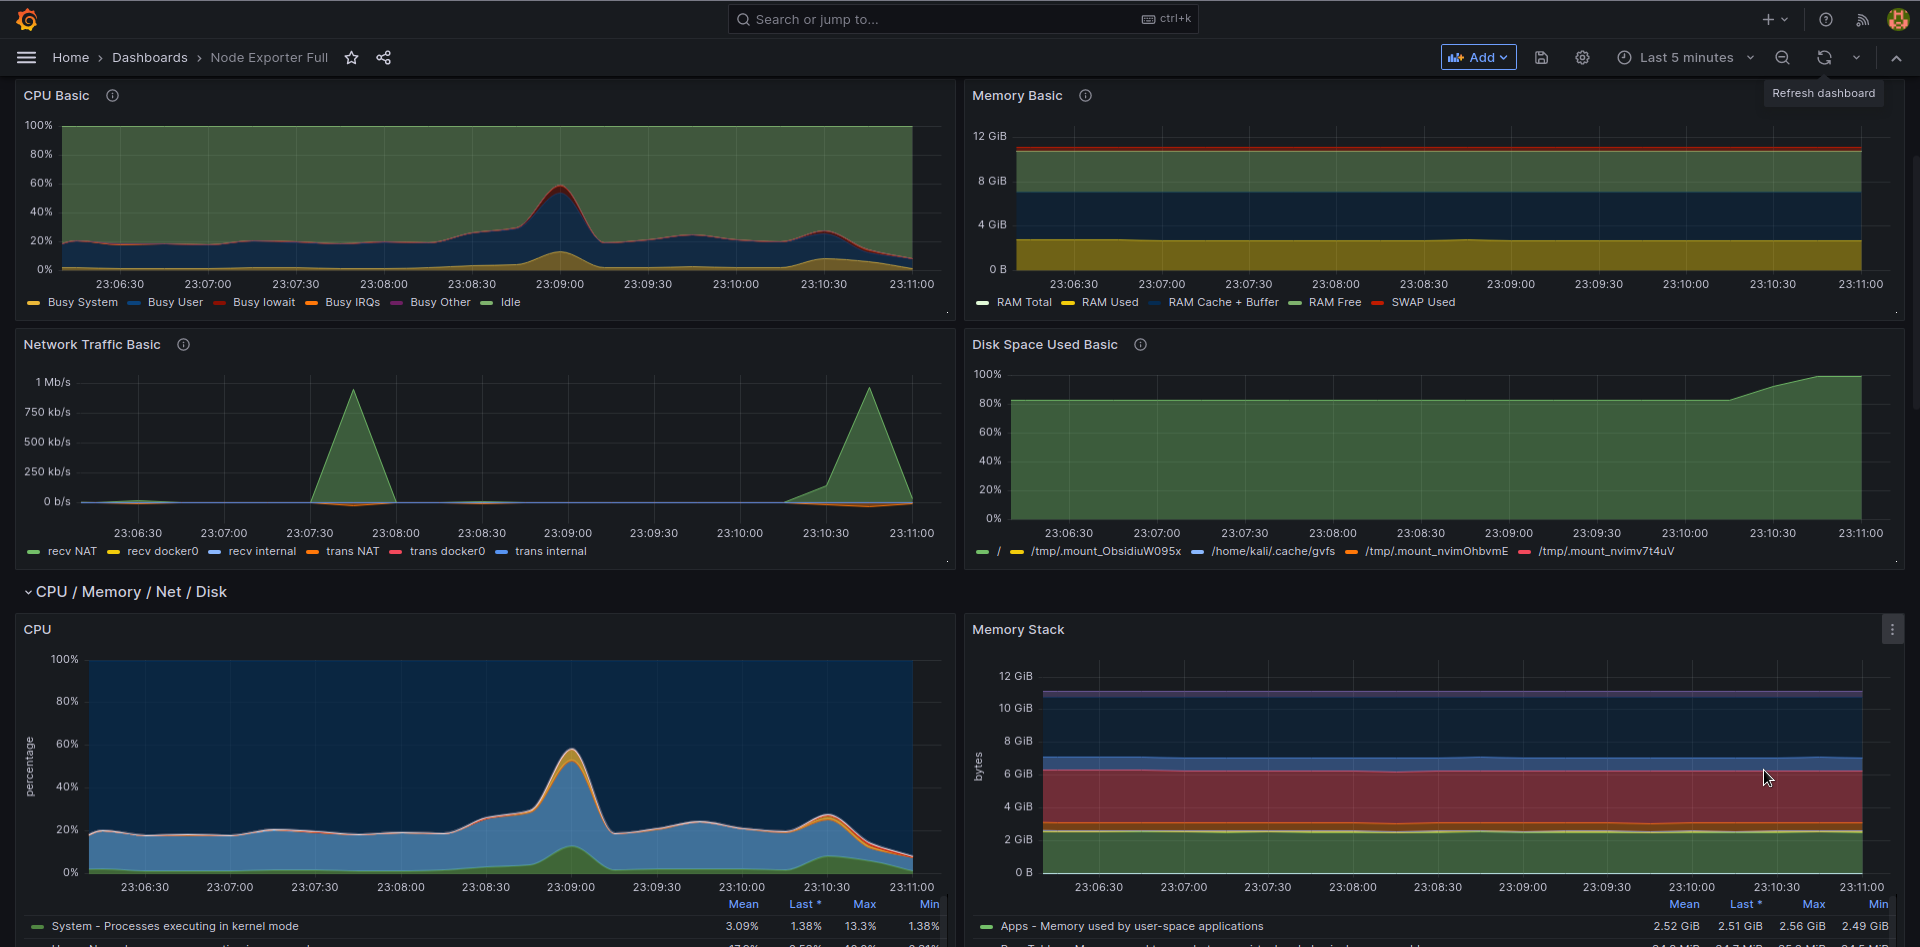 Search or jump to...
ctrl+k
Home › Dashboards › Node Exporter Full
Add
Last 5 minutes
Refresh dashboard
CPU Basic
100%
80%
60%
40%
20%
0%
23:06:30 23:07:00 23:07:30 23:08:00 23:08:30 23:09:00 23:09:30 23:10:00 23:10:30 23:11:00
Busy System Busy User Busy Iowait Busy IRQs Busy Other Idle
Memory Basic
12 GiB
8 GiB
4 GiB
0 B
23:06:30 23:07:00 23:07:30 23:08:00 23:08:30 23:09:00 23:09:30 23:10:00 23:10:30 23:11:00
RAM Total RAM Used RAM Cache + Buffer RAM Free SWAP Used
Network Traffic Basic
1 Mb/s
750 kb/s
500 kb/s
250 kb/s
0 b/s
23:06:30 23:07:00 23:07:30 23:08:00 23:08:30 23:09:00 23:09:30 23:10:00 23:10:30 23:11:00
recv NAT recv docker0 recv internal trans NAT trans docker0 trans internal
Disk Space Used Basic
100%
80%
60%
40%
20%
0%
23:06:30 23:07:00 23:07:30 23:08:00 23:08:30 23:09:00 23:09:30 23:10:00 23:10:30 23:11:00
/ /tmp/.mount_ObsidiuW095x /home/kali/.cache/gvfs /tmp/.mount_nvimOhbvmE /tmp/.mount_nvimv7t4uV
CPU / Memory / Net / Disk
CPU
percentage
100%
80%
60%
40%
20%
0%
23:06:30 23:07:00 23:07:30 23:08:00 23:08:30 23:09:00 23:09:30 23:10:00 23:10:30 23:11:00
Mean Last * Max Min
System - Processes executing in kernel mode 3.09% 1.38% 13.3% 1.38%
Memory Stack
bytes
12 GiB
10 GiB
8 GiB
6 GiB
4 GiB
2 GiB
0 B
23:06:30 23:07:00 23:07:30 23:08:00 23:08:30 23:09:00 23:09:30 23:10:00 23:10:30 23:11:00
Mean Last * Max Min
Apps - Memory used by user-space applications 2.52 GiB 2.51 GiB 2.56 GiB 2.49 GiB